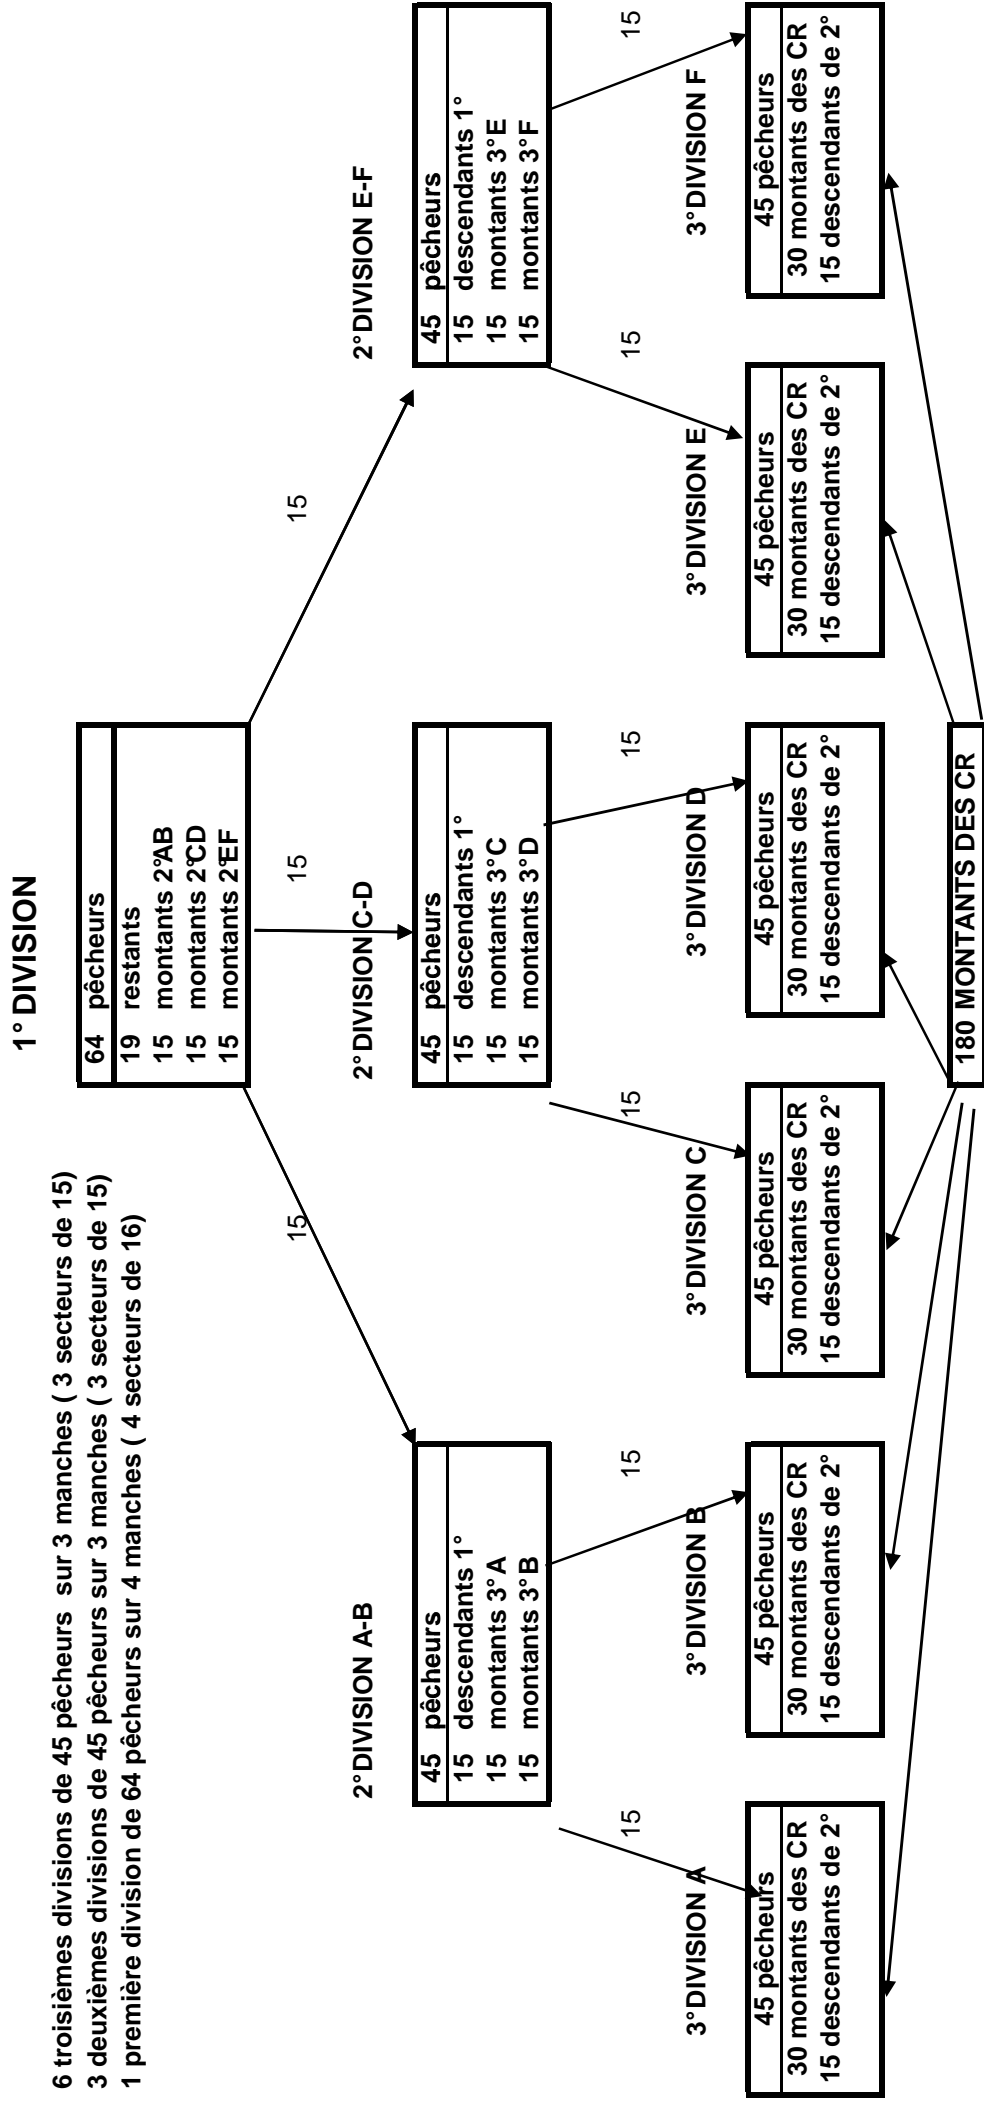 1° DIVISION
6 troisièmes divisions de 45 pêcheurs  sur 3 manches ( 3 secteurs de 15)
3 deuxièmes divisions de 45 pêcheurs sur 3 manches ( 3 secteurs de 15)
1 première division de 64 pêcheurs sur 4 manches ( 4 secteurs de 16)
64 pêcheurs
19 restants
15 montants 2°AB
15 montants 2°CD
15 montants 2°EF
15
15
15
2°DIVISION A-B
2°DIVISION C-D
2°DIVISION E-F
45 pêcheurs
15 descendants 1°
15 montants 3°A
15 montants 3°B
45 pêcheurs
15 descendants 1°
15 montants 3°C
15 montants 3°D
45 pêcheurs
15 descendants 1°
15 montants 3°E
15 montants 3°F
15
15
15
15
15
15
3°DIVISION A
3°DIVISION B
3°DIVISION C
3°DIVISION D
3°DIVISION E
3°DIVISION F
45 pêcheurs
30 montants des CR
15 descendants de 2°
45 pêcheurs
30 montants des CR
15 descendants de 2°
45 pêcheurs
30 montants des CR
15 descendants de 2°
45 pêcheurs
30 montants des CR
15 descendants de 2°
45 pêcheurs
30 montants des CR
15 descendants de 2°
45 pêcheurs
30 montants des CR
15 descendants de 2°
180 MONTANTS DES CR